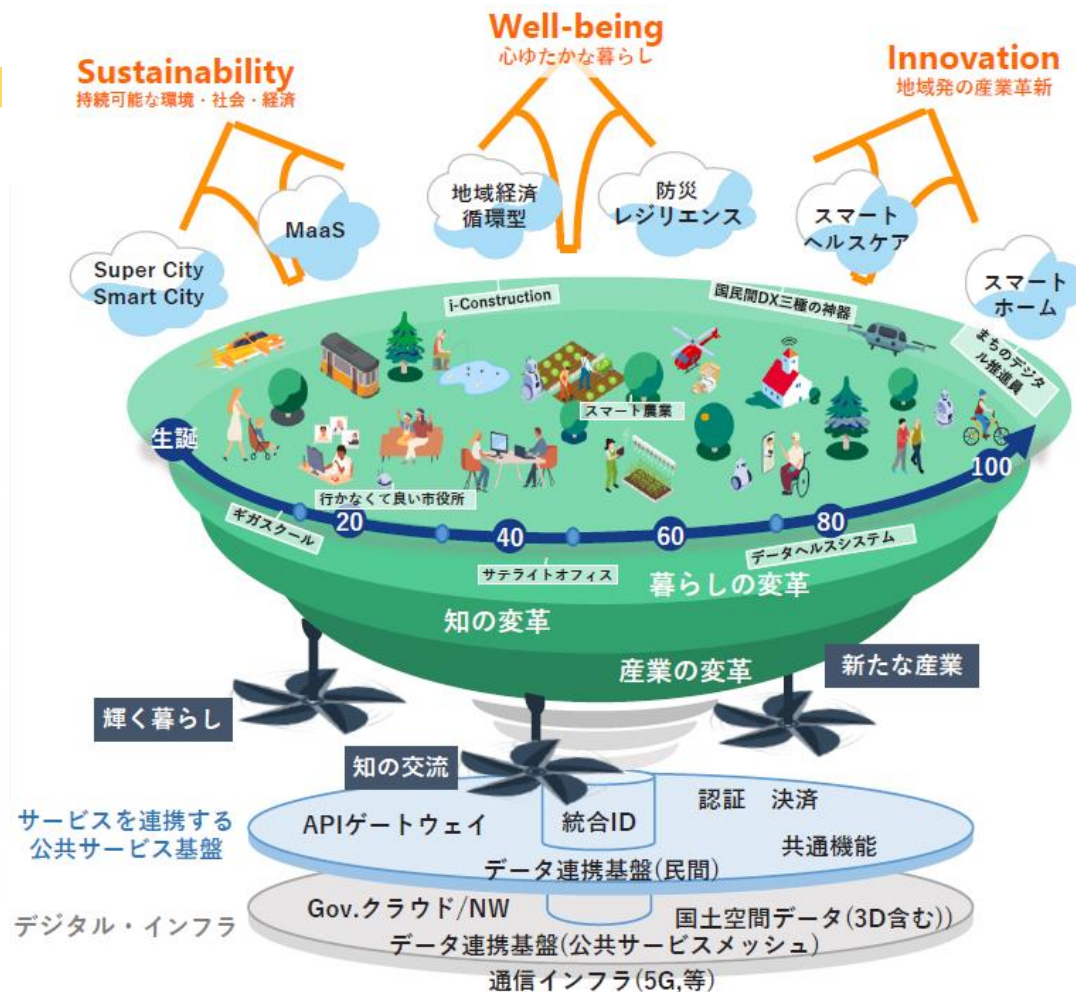 Well-being
心ゆたかな暮らし
Sustainability
持続可能な環境・社会・経済
Innovation
地域発の産業革新
地域経済
循環型
防災
レジリエンス
MaaS
スマート
ヘルスケア
Super City
Smart City
スマート
ホーム
i-Construction
国民間DX三種の神器
まちのデジタ
ル推進員
スマート農業
生誕
行かなくて良い市役所
ギガスクール
20
40
60
80
100
サテライトオフィス
データヘルスシステム
暮らしの変革
知の変革
産業の変革
新たな産業
輝く暮らし
知の交流
サービスを連携する
公共サービス基盤
APIゲートウェイ
統合ID
認証 決済
共通機能
データ連携基盤(民間)
デジタル・インフラ
Gov.クラウド/NW
国土空間データ(3D含む))
データ連携基盤(公共サービスメッシュ)
通信インフラ(5G,等)